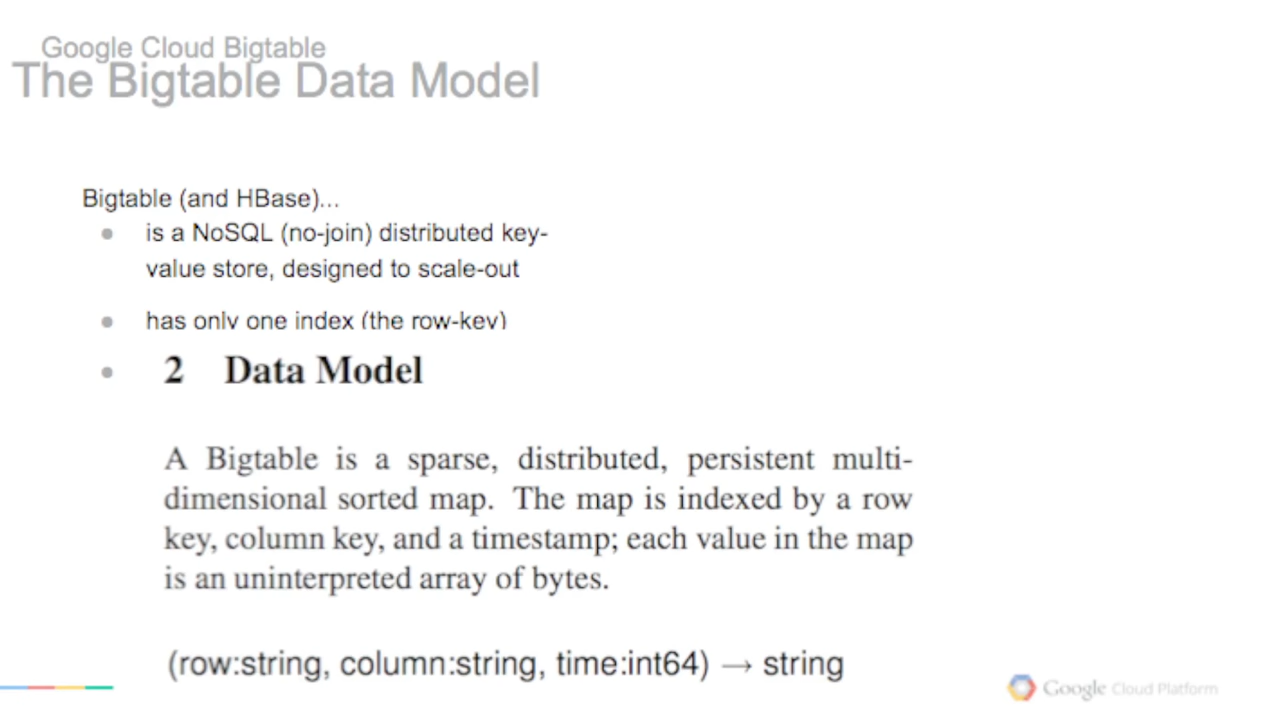 Google Cloud Bigtable
The Bigtable Data Model
Bigtable (and HBase)...
● is a NoSQL (no-join) distributed key-
value store, designed to scale-out
● has only one index (the row-key)
● 2 Data Model
A Bigtable is a sparse, distributed, persistent multi-
dimensional sorted map. The map is indexed by a row
key, column key, and a timestamp; each value in the map
is an uninterpreted array of bytes.
(row:string, column:string, time:int64) → string
Google Cloud Platform